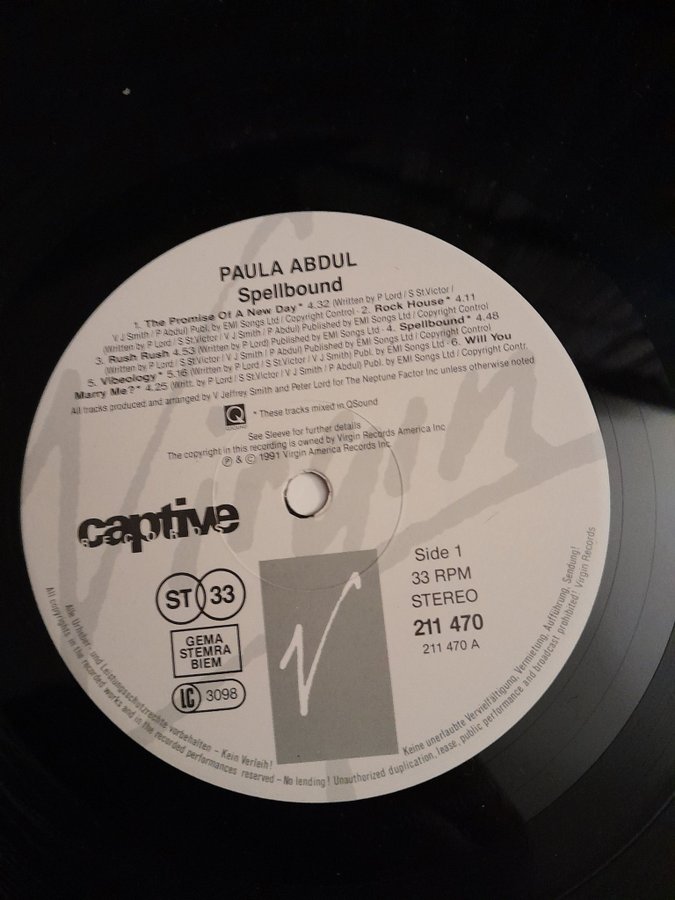 PAULA ABDUL
Spellbound
1. The Promise Of A New Day* 4.32 (Written by P Lord / S St.Victor /
V J Smith / P Abdul) Publ. by EMI Songs Ltd / Copyright Control · 2. Rock House* 4.11
(Written by P Lord / S St.Victor / V J Smith / P Abdul) Published by EMI Songs Ltd / Copyright Control
3. Rush Rush 4.53 (Written by P Lord) Published by EMI Songs Ltd · 4. Spellbound* 4.48
(Written by P Lord / S St.Victor / V J Smith / P Abdul) Published by EMI Songs Ltd / Copyright Control
5. Vibeology* 5.16 (Written by P Lord / S St.Victor / V J Smith) Publ. by EMI Songs Ltd / Copyright Control · 6. Will You
Marry Me?* 4.25 (Writt. by P Lord / S St.Victor / V J Smith / P Abdul) Publ. by EMI Songs Ltd / Copyright Contr.
All tracks produced and arranged by V Jeffrey Smith and Peter Lord for The Neptune Factor Inc unless otherwise noted
Q
QSOUND
* These tracks mixed in QSound
See Sleeve for further details
The copyright in this recording is owned by Virgin Records America Inc
℗ & © 1991 Virgin America Records Inc
Virgin
captive
RECORDS
Side 1
33 RPM
STEREO
211 470
211 470 A
ST 33
GEMA
STEMRA
BIEM
LC 3098
Alle Urheber- und Leistungsschutzrechte vorbehalten – Kein Verleih! Keine unerlaubte Vervielfältigung, Vermietung, Aufführung, Sendung!
All copyrights in the recorded works and in the recorded performances reserved – No lending! Unauthorized duplication, lease, public performance and broadcast prohibited! Virgin Records